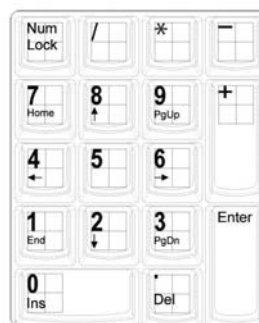 Num
Lock
/
*
-
7
Home
8
↑
9
PgUp
+
4
←
5
6
→
1
End
2
↓
3
PgDn
Enter
0
Ins
.
Del